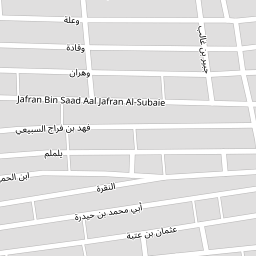 وعلة
جبير بن غالب
وقادة
وهران
Jafran Bin Saad Aal Jafran Al-Subaie
فهد بن فراج السبيعي
يلملم
ابن الحم
النقرة
أبي محمد بن حيدرة
عثمان بن عتبة